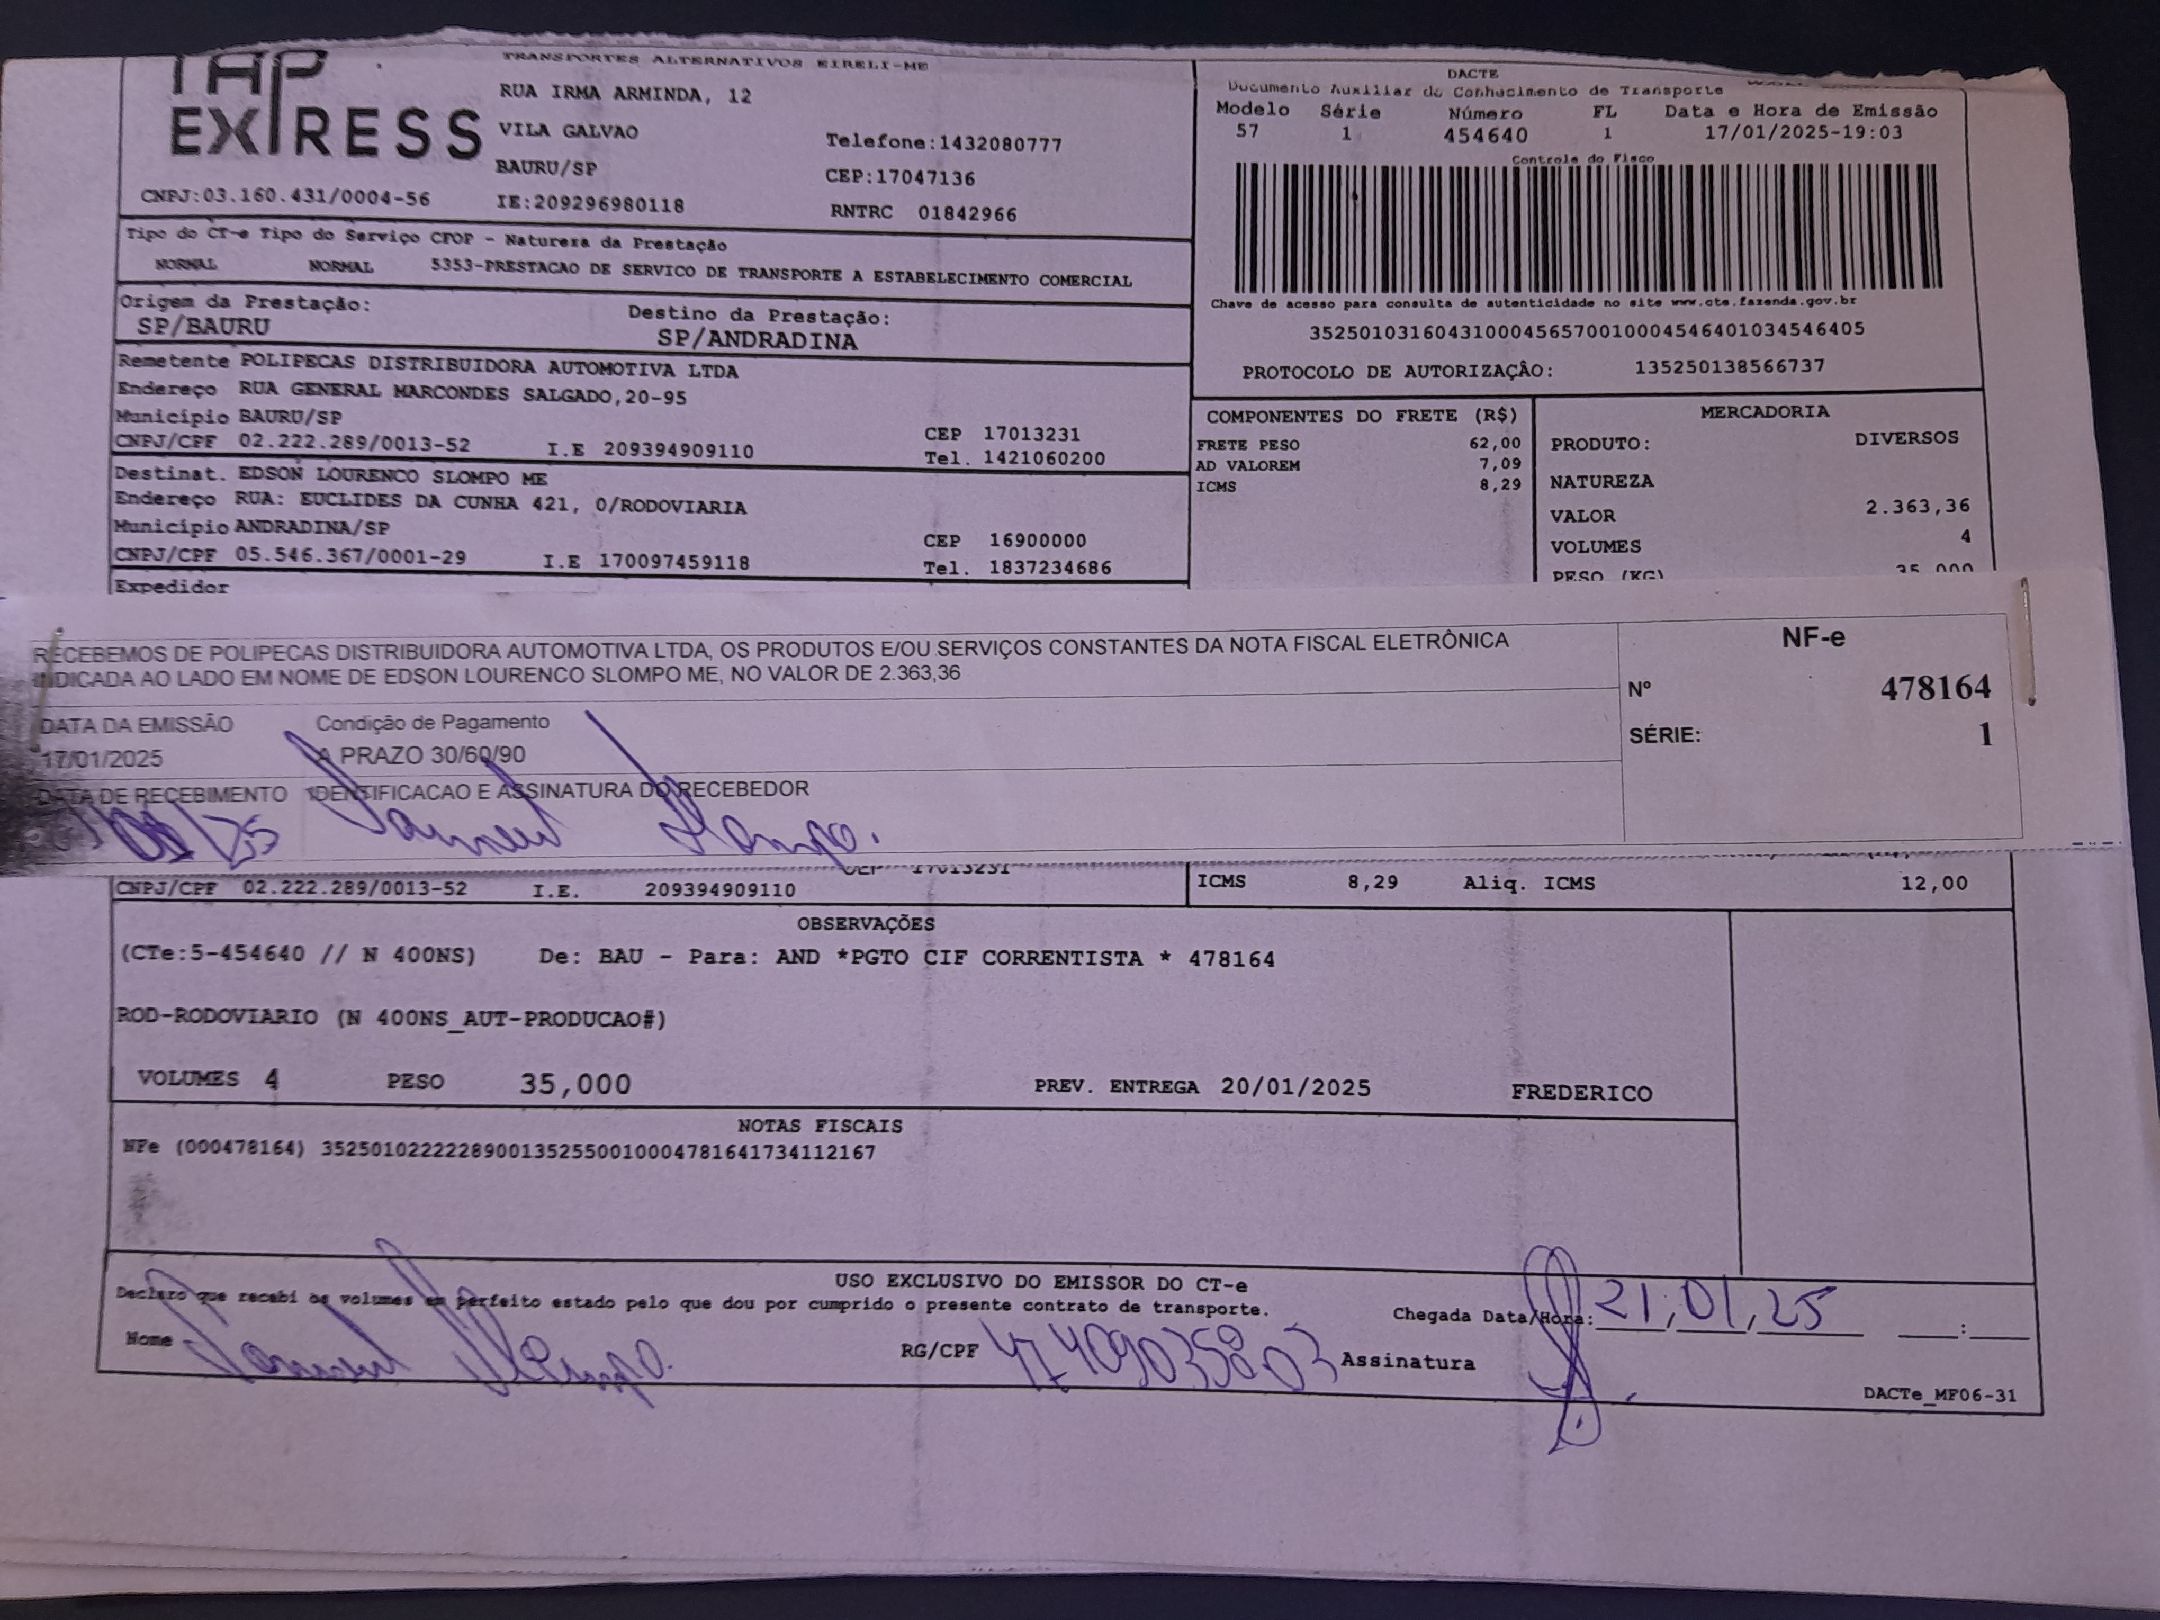 TAP
EXPRESS
TRANSPORTES ALTERNATIVOS EIRELI-ME
RUA IRMA ARMINDA, 12
VILA GALVAO
Telefone:1432080777
BAURU/SP
CEP:17047136
CNPJ:03.160.431/0004-56
IE:209296980118
RNTRC 01842966
DACTE
Documento Auxiliar do Conhecimento de Transporte
Modelo Série Número FL Data e Hora de Emissão
57 1 454640 1 17/01/2025-19:03
Controle do Fisco
Chave de acesso para consulta de autenticidade no site www.cte.fazenda.gov.br
35250103160431000456570010004546401034546405
PROTOCOLO DE AUTORIZAÇÂO: 135250138566737
Tipo do CT-e Tipo do Serviço CFOP - Natureza da Prestação
NORMAL NORMAL 5353-PRESTACAO DE SERVICO DE TRANSPORTE A ESTABELECIMENTO COMERCIAL
Origem da Prestação: Destino da Prestação:
SP/BAURU SP/ANDRADINA
Remetente POLIPECAS DISTRIBUIDORA AUTOMOTIVA LTDA
Endereço RUA GENERAL MARCONDES SALGADO,20-95
Municipio BAURU/SP CEP 17013231
CNPJ/CPF 02.222.289/0013-52 I.E 209394909110 Tel. 1421060200
Destinat. EDSON LOURENCO SLOMPO ME
Endereço RUA: EUCLIDES DA CUNHA 421, 0/RODOVIARIA
Municipio ANDRADINA/SP CEP 16900000
CNPJ/CPF 05.546.367/0001-29 I.E 170097459118 Tel. 1837234686
Expedidor
COMPONENTES DO FRETE (R$)
FRETE PESO 62,00
AD VALOREM 7,09
ICMS 8,29
MERCADORIA
PRODUTO: DIVERSOS
NATUREZA
VALOR 2.363,36
VOLUMES 4
PESO (KG) 35,000
RECEBEMOS DE POLIPECAS DISTRIBUIDORA AUTOMOTIVA LTDA, OS PRODUTOS E/OU SERVIÇOS CONSTANTES DA NOTA FISCAL ELETRÔNICA
INDICADA AO LADO EM NOME DE EDSON LOURENCO SLOMPO ME, NO VALOR DE 2.363,36
NF-e
Nº 478164
SÉRIE: 1
DATA DA EMISSÃO Condição de Pagamento
17/01/2025 A PRAZO 30/60/90
DATA DE RECEBIMENTO IDENTIFICACAO E ASSINATURA DO RECEBEDOR
Slompo.
CEP 17013231
CNPJ/CPF 02.222.289/0013-52 I.E. 209394909110
ICMS 8,29 Aliq. ICMS 12,00
OBSERVAÇÕES
(CTe:5-454640 // N 400NS) De: BAU - Para: AND *PGTO CIF CORRENTISTA * 478164
ROD-RODOVIARIO (N 400NS_AUT-PRODUCAO#)
VOLUMES 4 PESO 35,000 PREV. ENTREGA 20/01/2025 FREDERICO
NOTAS FISCAIS
NFe (000478164) 35250102222289001352550010004781641734112167
USO EXCLUSIVO DO EMISSOR DO CT-e
Declaro que recebi os volumes em perfeito estado pelo que dou por cumprido o presente contrato de transporte.
Chegada Data/Hora: 21,01,25 :
Nome Slompo. RG/CPF 47409035803 Assinatura
DACTe_MF06-31